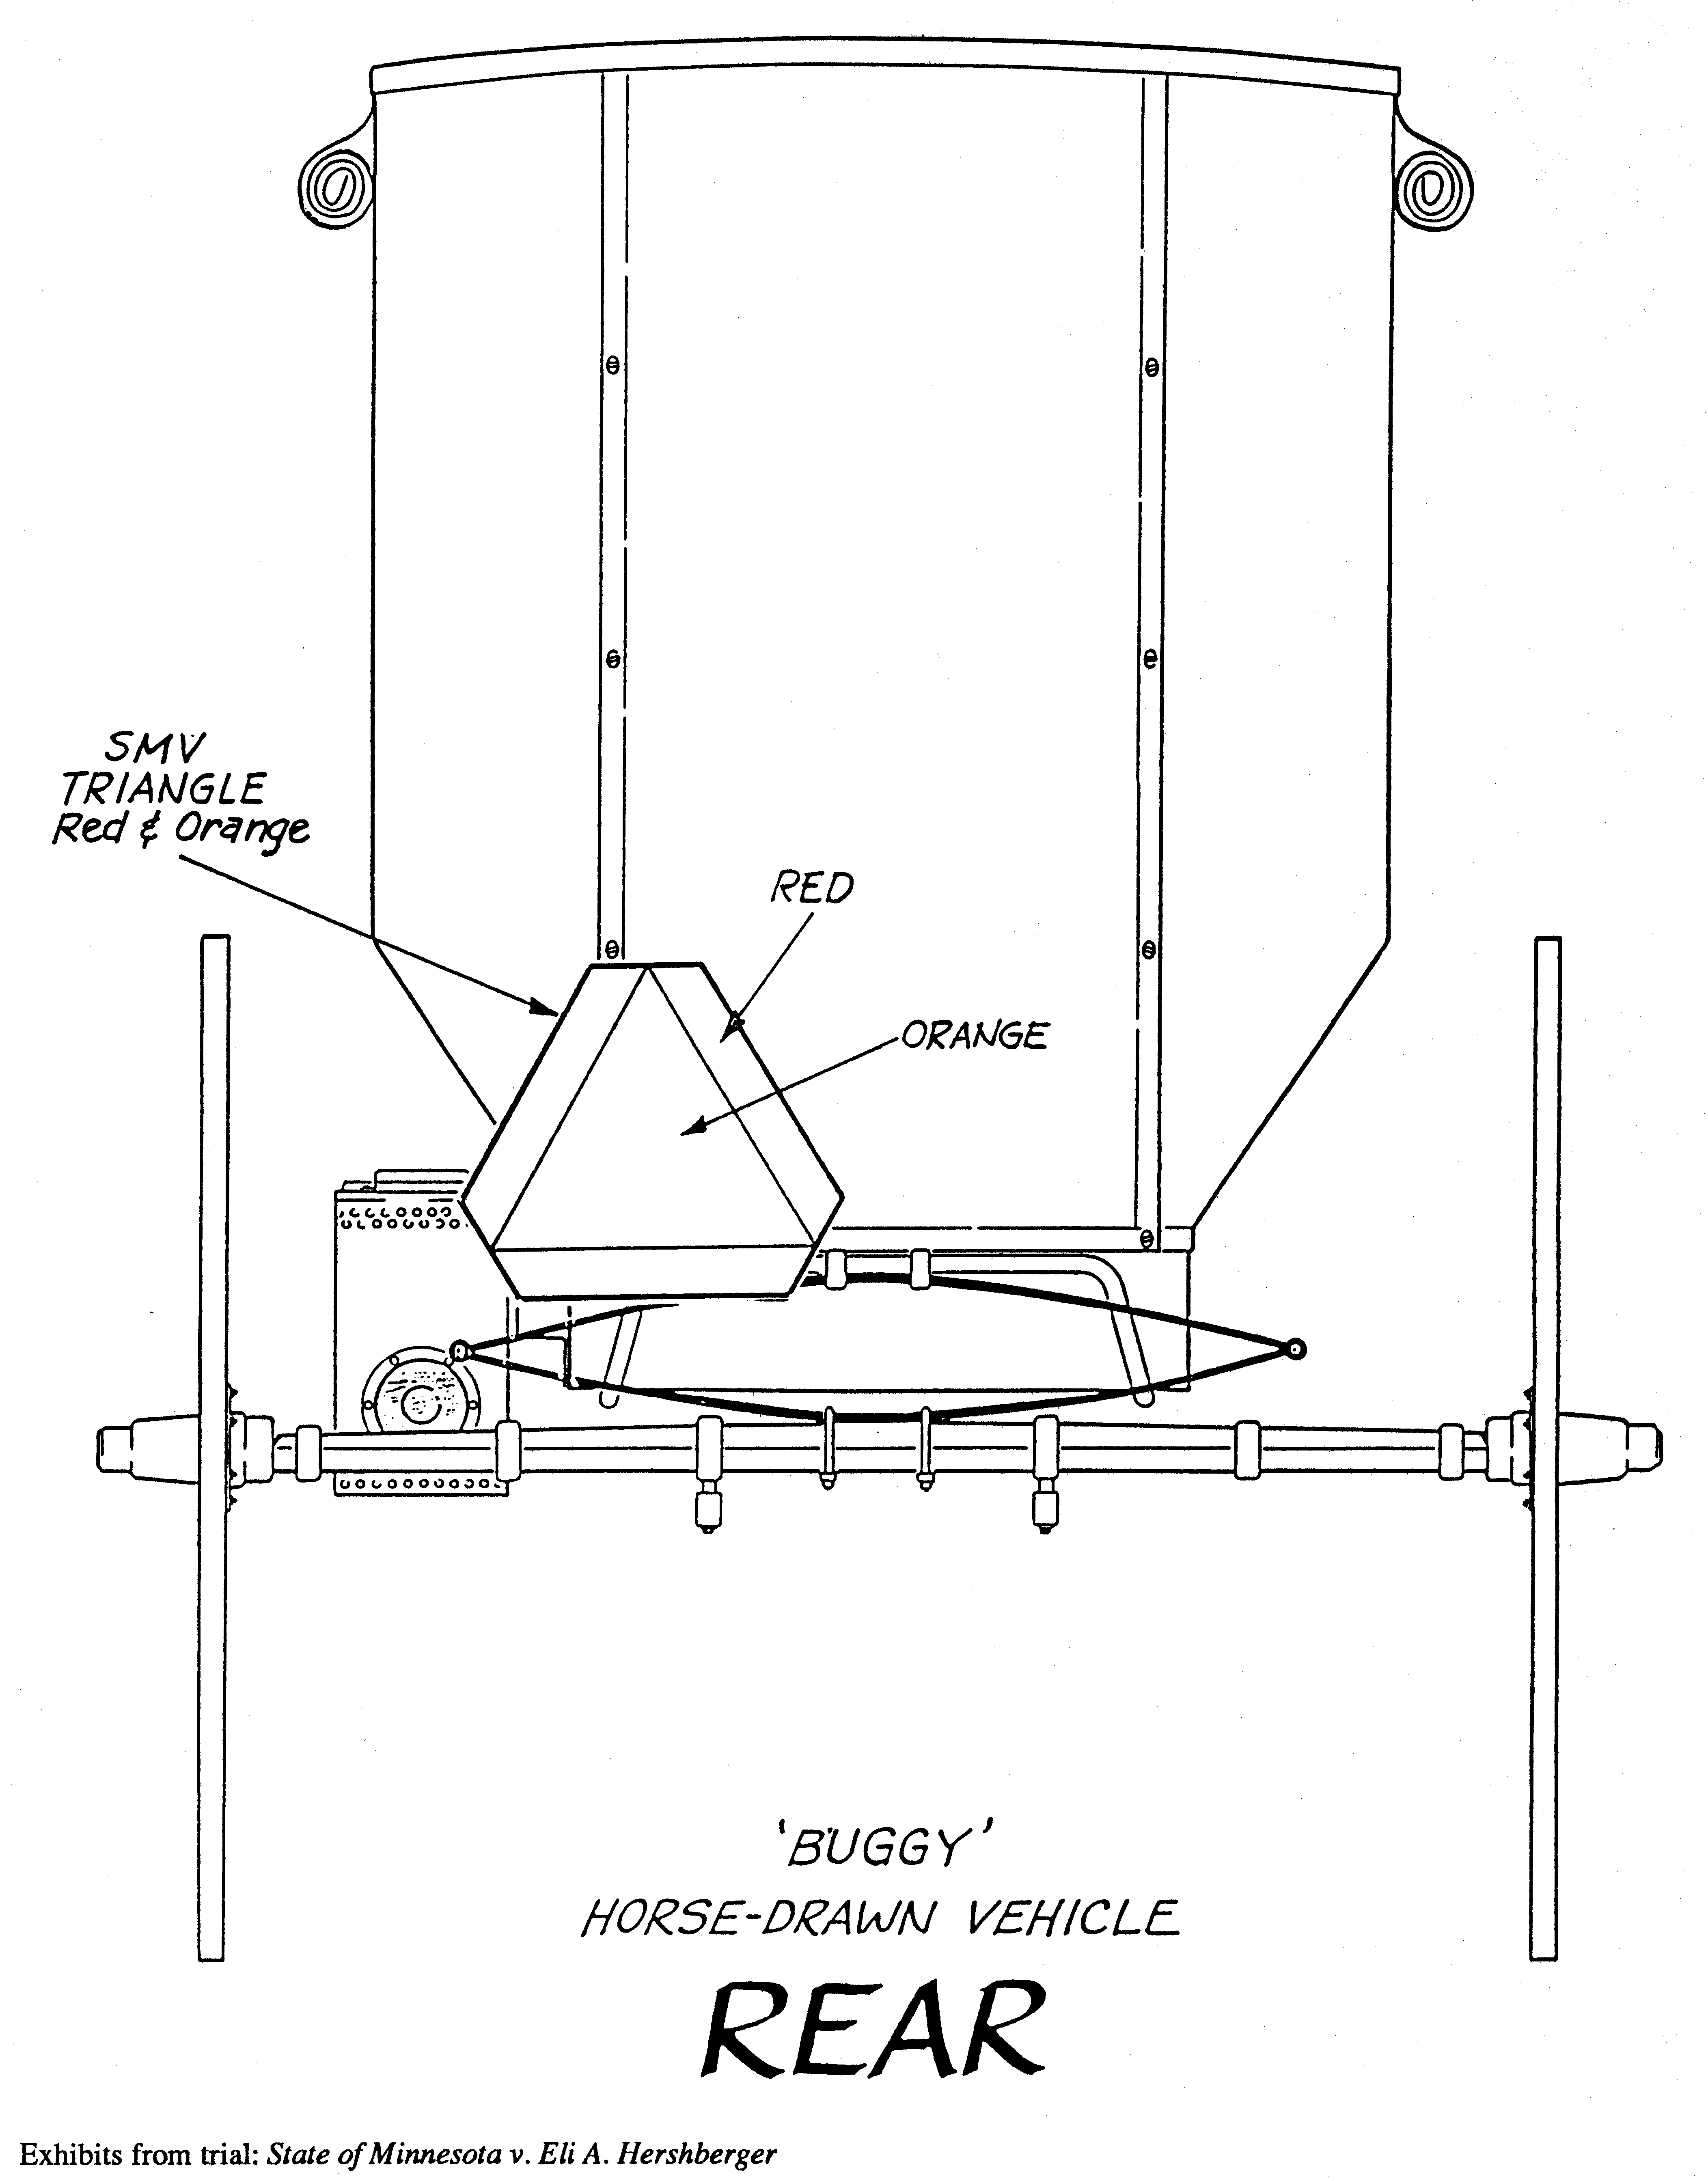 SMV
TRIANGLE
Red & Orange
RED
ORANGE
'BUGGY'
HORSE-DRAWN VEHICLE
REAR
Exhibits from trial: State of Minnesota v. Eli A. Hershberger